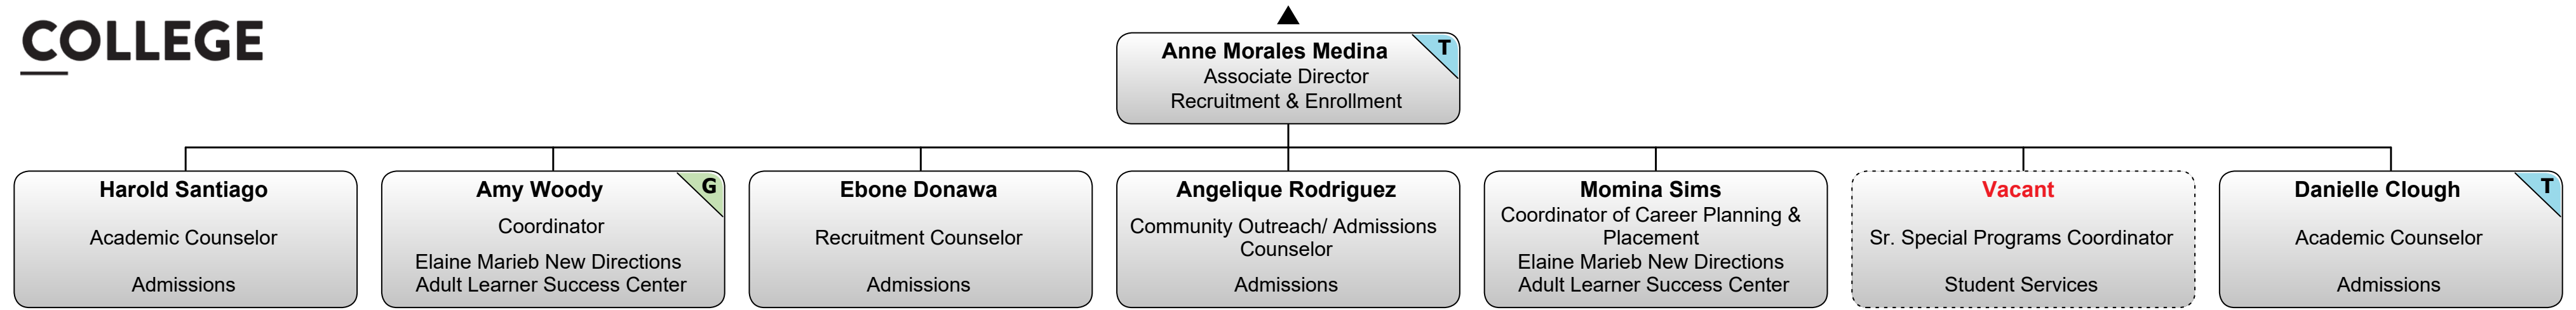 COLLEGE
Anne Morales Medina
T
Associate Director
Recruitment & Enrollment
Harold Santiago
Academic Counselor
Admissions
Amy Woody
G
Coordinator
Elaine Marieb New Directions
Adult Learner Success Center
Ebone Donawa
Recruitment Counselor
Admissions
Angelique Rodriguez
Community Outreach/ Admissions
Counselor
Admissions
Momina Sims
Coordinator of Career Planning &
Placement
Elaine Marieb New Directions
Adult Learner Success Center
Vacant
Sr. Special Programs Coordinator
Student Services
Danielle Clough
T
Academic Counselor
Admissions